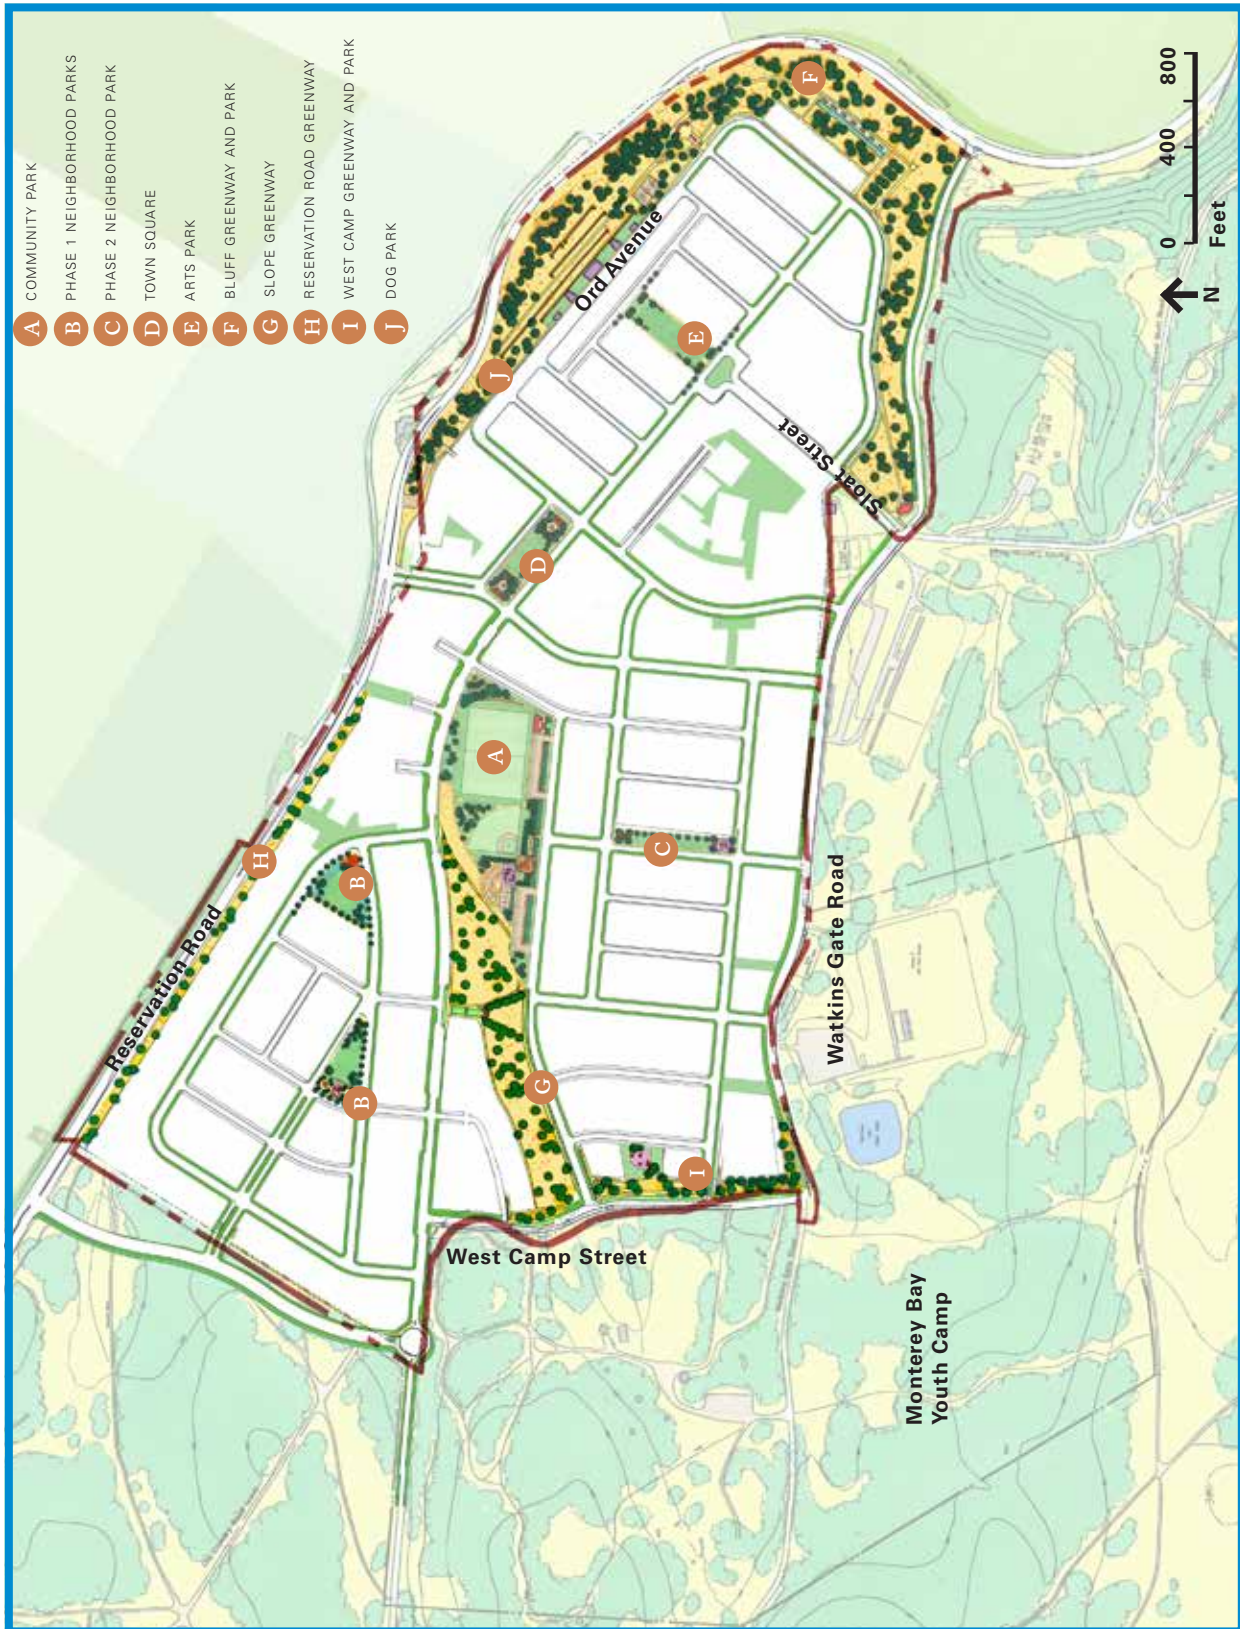 A COMMUNITY PARK
B PHASE 1 NEIGHBORHOOD PARKS
C PHASE 2 NEIGHBORHOOD PARK
D TOWN SQUARE
E ARTS PARK
F BLUFF GREENWAY AND PARK
G SLOPE GREENWAY
H RESERVATION ROAD GREENWAY
I WEST CAMP GREENWAY AND PARK
J DOG PARK
Reservation Road
H
B
B
J
Ord Avenue
F
E
D
A
C
G
I
Sloat Street
West Camp Street
Watkins Gate Road
Monterey Bay
Youth Camp
0 400 800
Feet
N